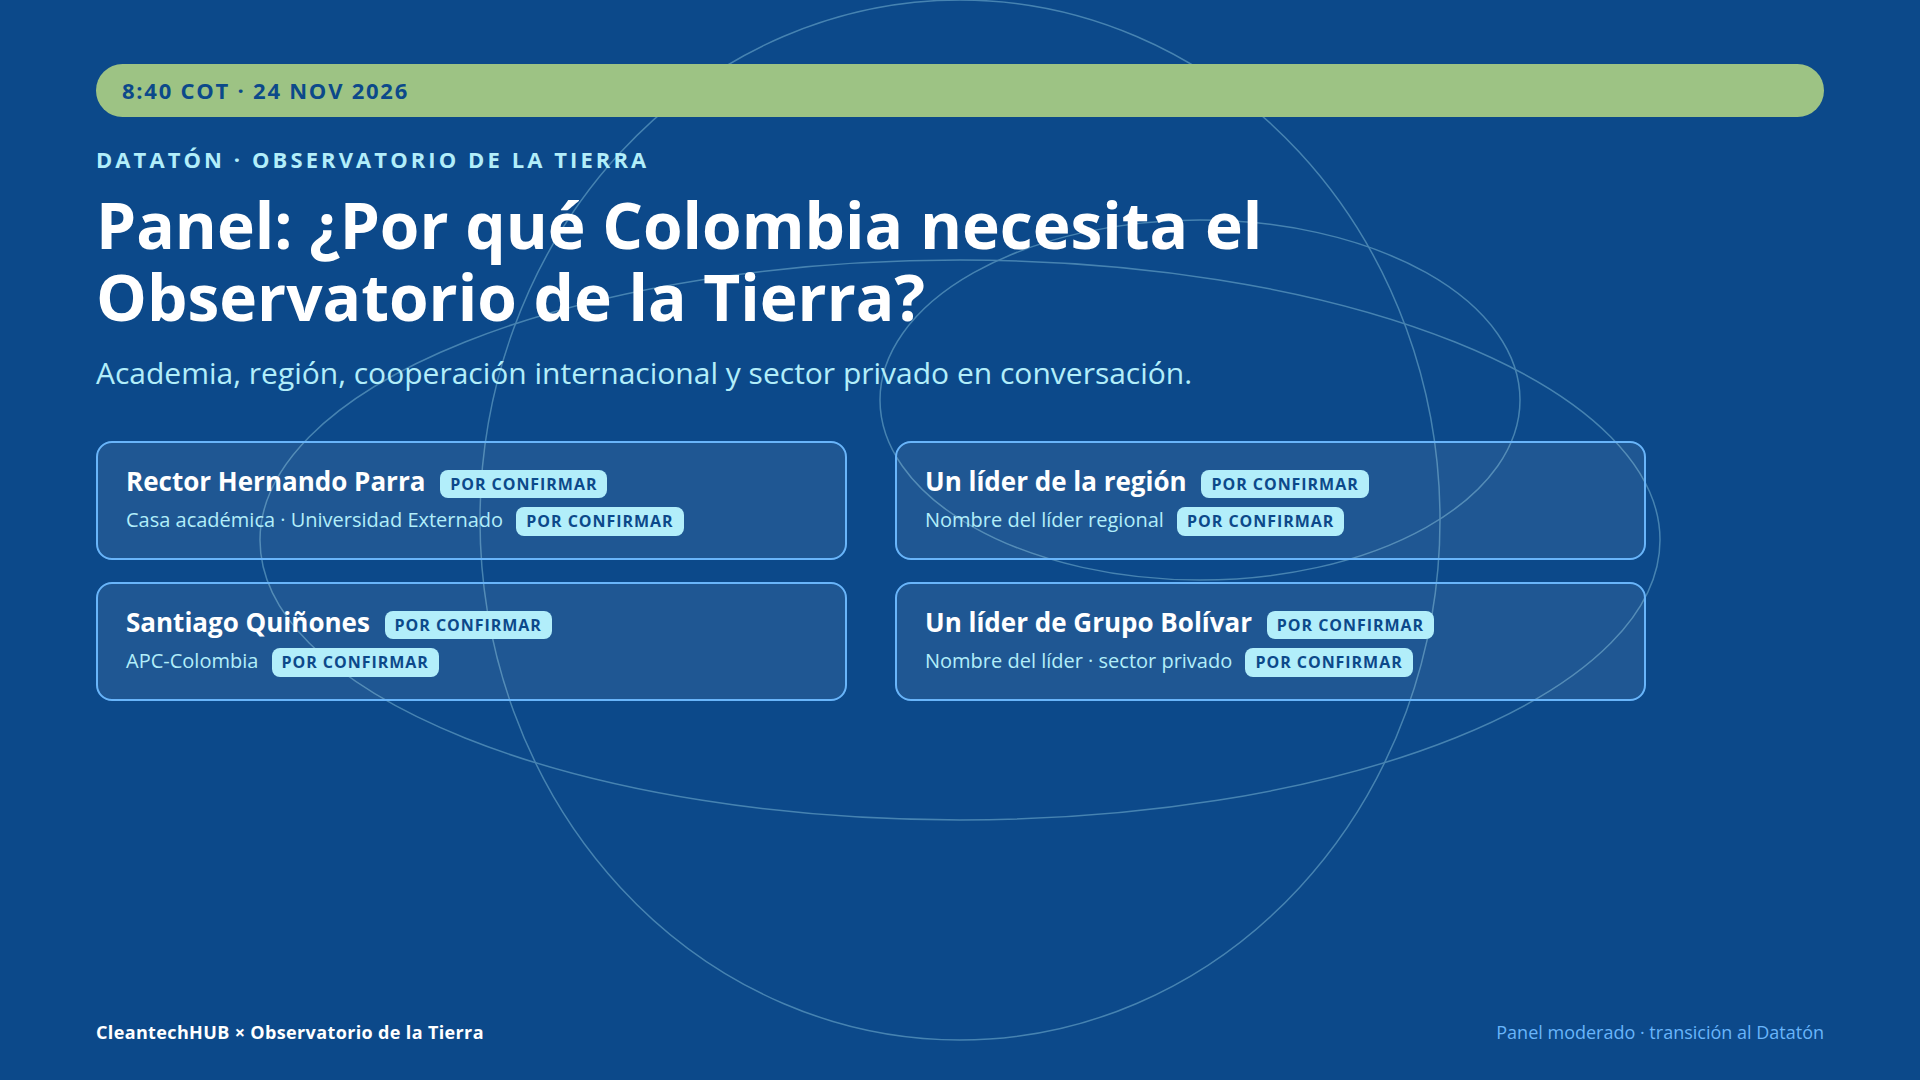 8:40 COT · 24 NOV 2026
DATATÓN · OBSERVATORIO DE LA TIERRA
Panel: ¿Por qué Colombia necesita el
Observatorio de la Tierra?
Academia, región, cooperación internacional y sector privado en conversación.
Rector Hernando Parra POR CONFIRMAR
Casa académica · Universidad Externado POR CONFIRMAR
Un líder de la región POR CONFIRMAR
Nombre del líder regional POR CONFIRMAR
Santiago Quiñones POR CONFIRMAR
APC-Colombia POR CONFIRMAR
Un líder de Grupo Bolívar POR CONFIRMAR
Nombre del líder · sector privado POR CONFIRMAR
CleantechHUB × Observatorio de la Tierra
Panel moderado · transición al Datatón